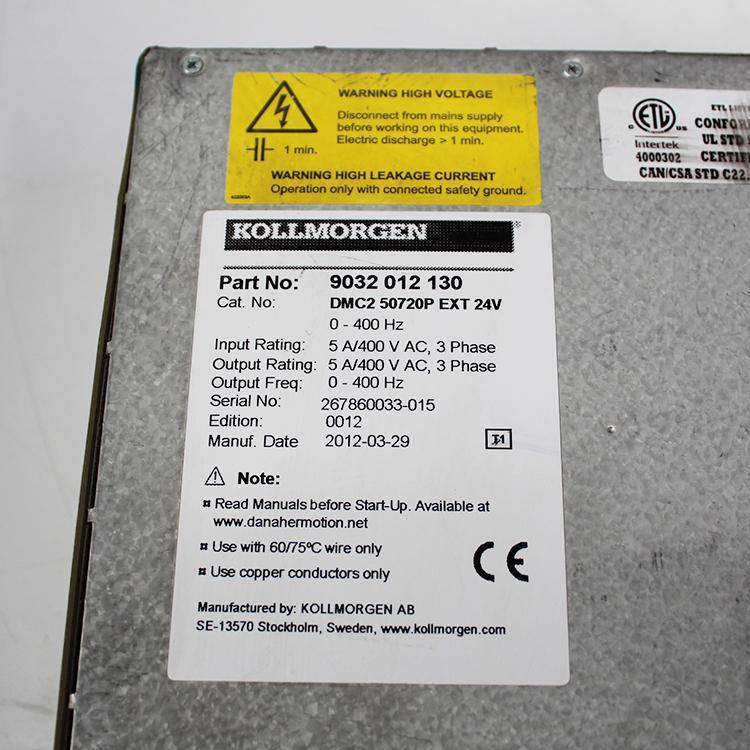 WARNING HIGH VOLTAGE
Disconnect from mains supply
before working on this equipment.
Electric discharge > 1 min.
1 min.
WARNING HIGH LEAKAGE CURRENT
Operation only with connected safety ground.
ETL
C US
Intertek
4000302
ETL
CONFOR
UL STD
CERTIFI
CAN/CSA STD C22.
KOLLMORGEN
Part No: 9032 012 130
Cat. No: DMC2 50720P EXT 24V
0 - 400 Hz
Input Rating: 5 A/400 V AC, 3 Phase
Output Rating: 5 A/400 V AC, 3 Phase
Output Freq: 0 - 400 Hz
Serial No: 267860033-015
Edition: 0012
Manuf. Date 2012-03-29
Note:
¤ Read Manuals before Start-Up. Available at
www.danahermotion.net
¤ Use with 60/75ºC wire only
¤ Use copper conductors only
CE
Manufactured by: KOLLMORGEN AB
SE-13570 Stockholm, Sweden, www.kollmorgen.com